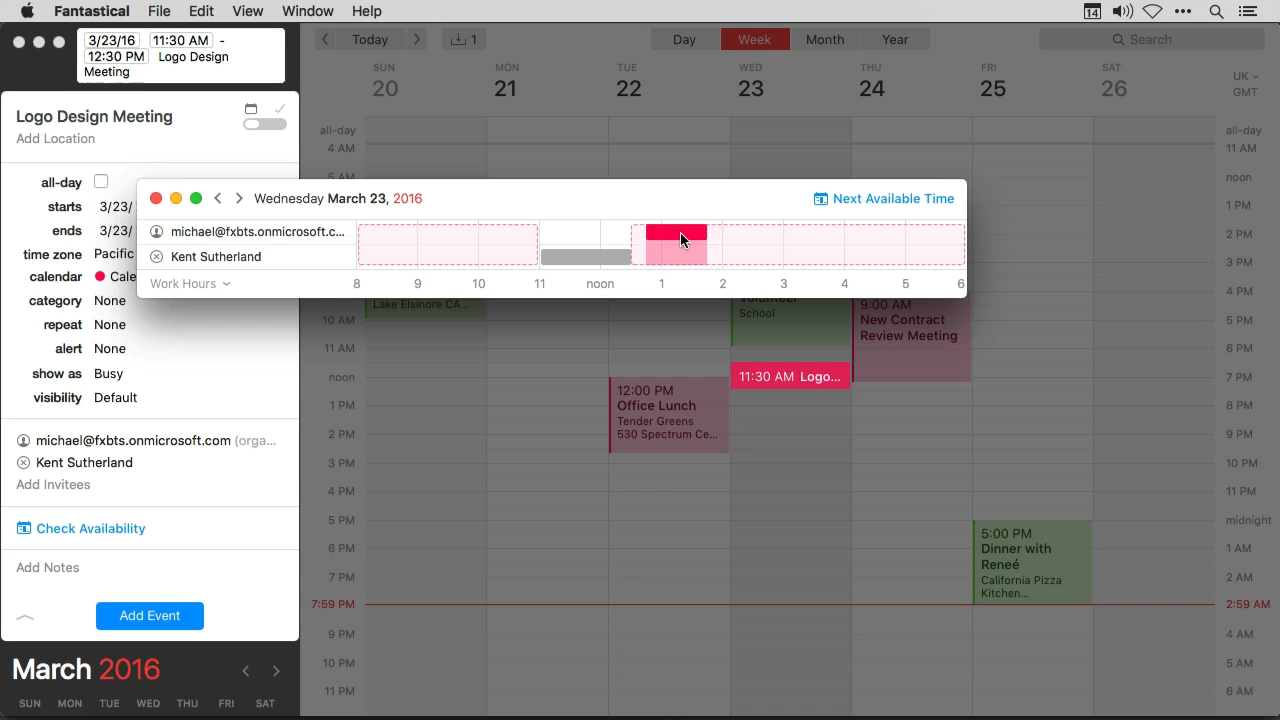 Fantastical File Edit View Window Help
14
3/23/16 11:30 AM -
12:30 PM Logo Design
Meeting
Today
1
Day Week Month Year
Search
SUN MON TUE WED THU FRI SAT
20 21 22 23 24 25 26
UK
GMT
Logo Design Meeting
Add Location
all-day
starts 3/23/
ends 3/23/
time zone Pacific
calendar Cale
category None
repeat None
alert None
show as Busy
visibility Default
michael@fxbts.onmicrosoft.com (orga...
Kent Sutherland
Add Invitees
Check Availability
Add Notes
Add Event
March 2016
SUN MON TUE WED THU FRI SAT
all-day
4 AM
5 AM
Wednesday March 23, 2016
Next Available Time
michael@fxbts.onmicrosoft.c...
Kent Sutherland
Work Hours
8 9 10 11 noon 1 2 3 4 5 6
10 AM
11 AM
noon
1 PM
2 PM
3 PM
4 PM
5 PM
6 PM
7 PM
7:59 PM
9 PM
10 PM
11 PM
Lake Elsinore CA...
12:00 PM
Office Lunch
Tender Greens
530 Spectrum Ce...
Volunteer
School
11:30 AM Logo...
9:00 AM
New Contract
Review Meeting
5:00 PM
Dinner with
Reneé
California Pizza
Kitchen...
all-day
11 AM
noon
1 PM
2 PM
3 PM
4 PM
5 PM
6 PM
7 PM
8 PM
9 PM
10 PM
11 PM
midnight
1 AM
2 AM
2:59 AM
4 AM
5 AM
6 AM